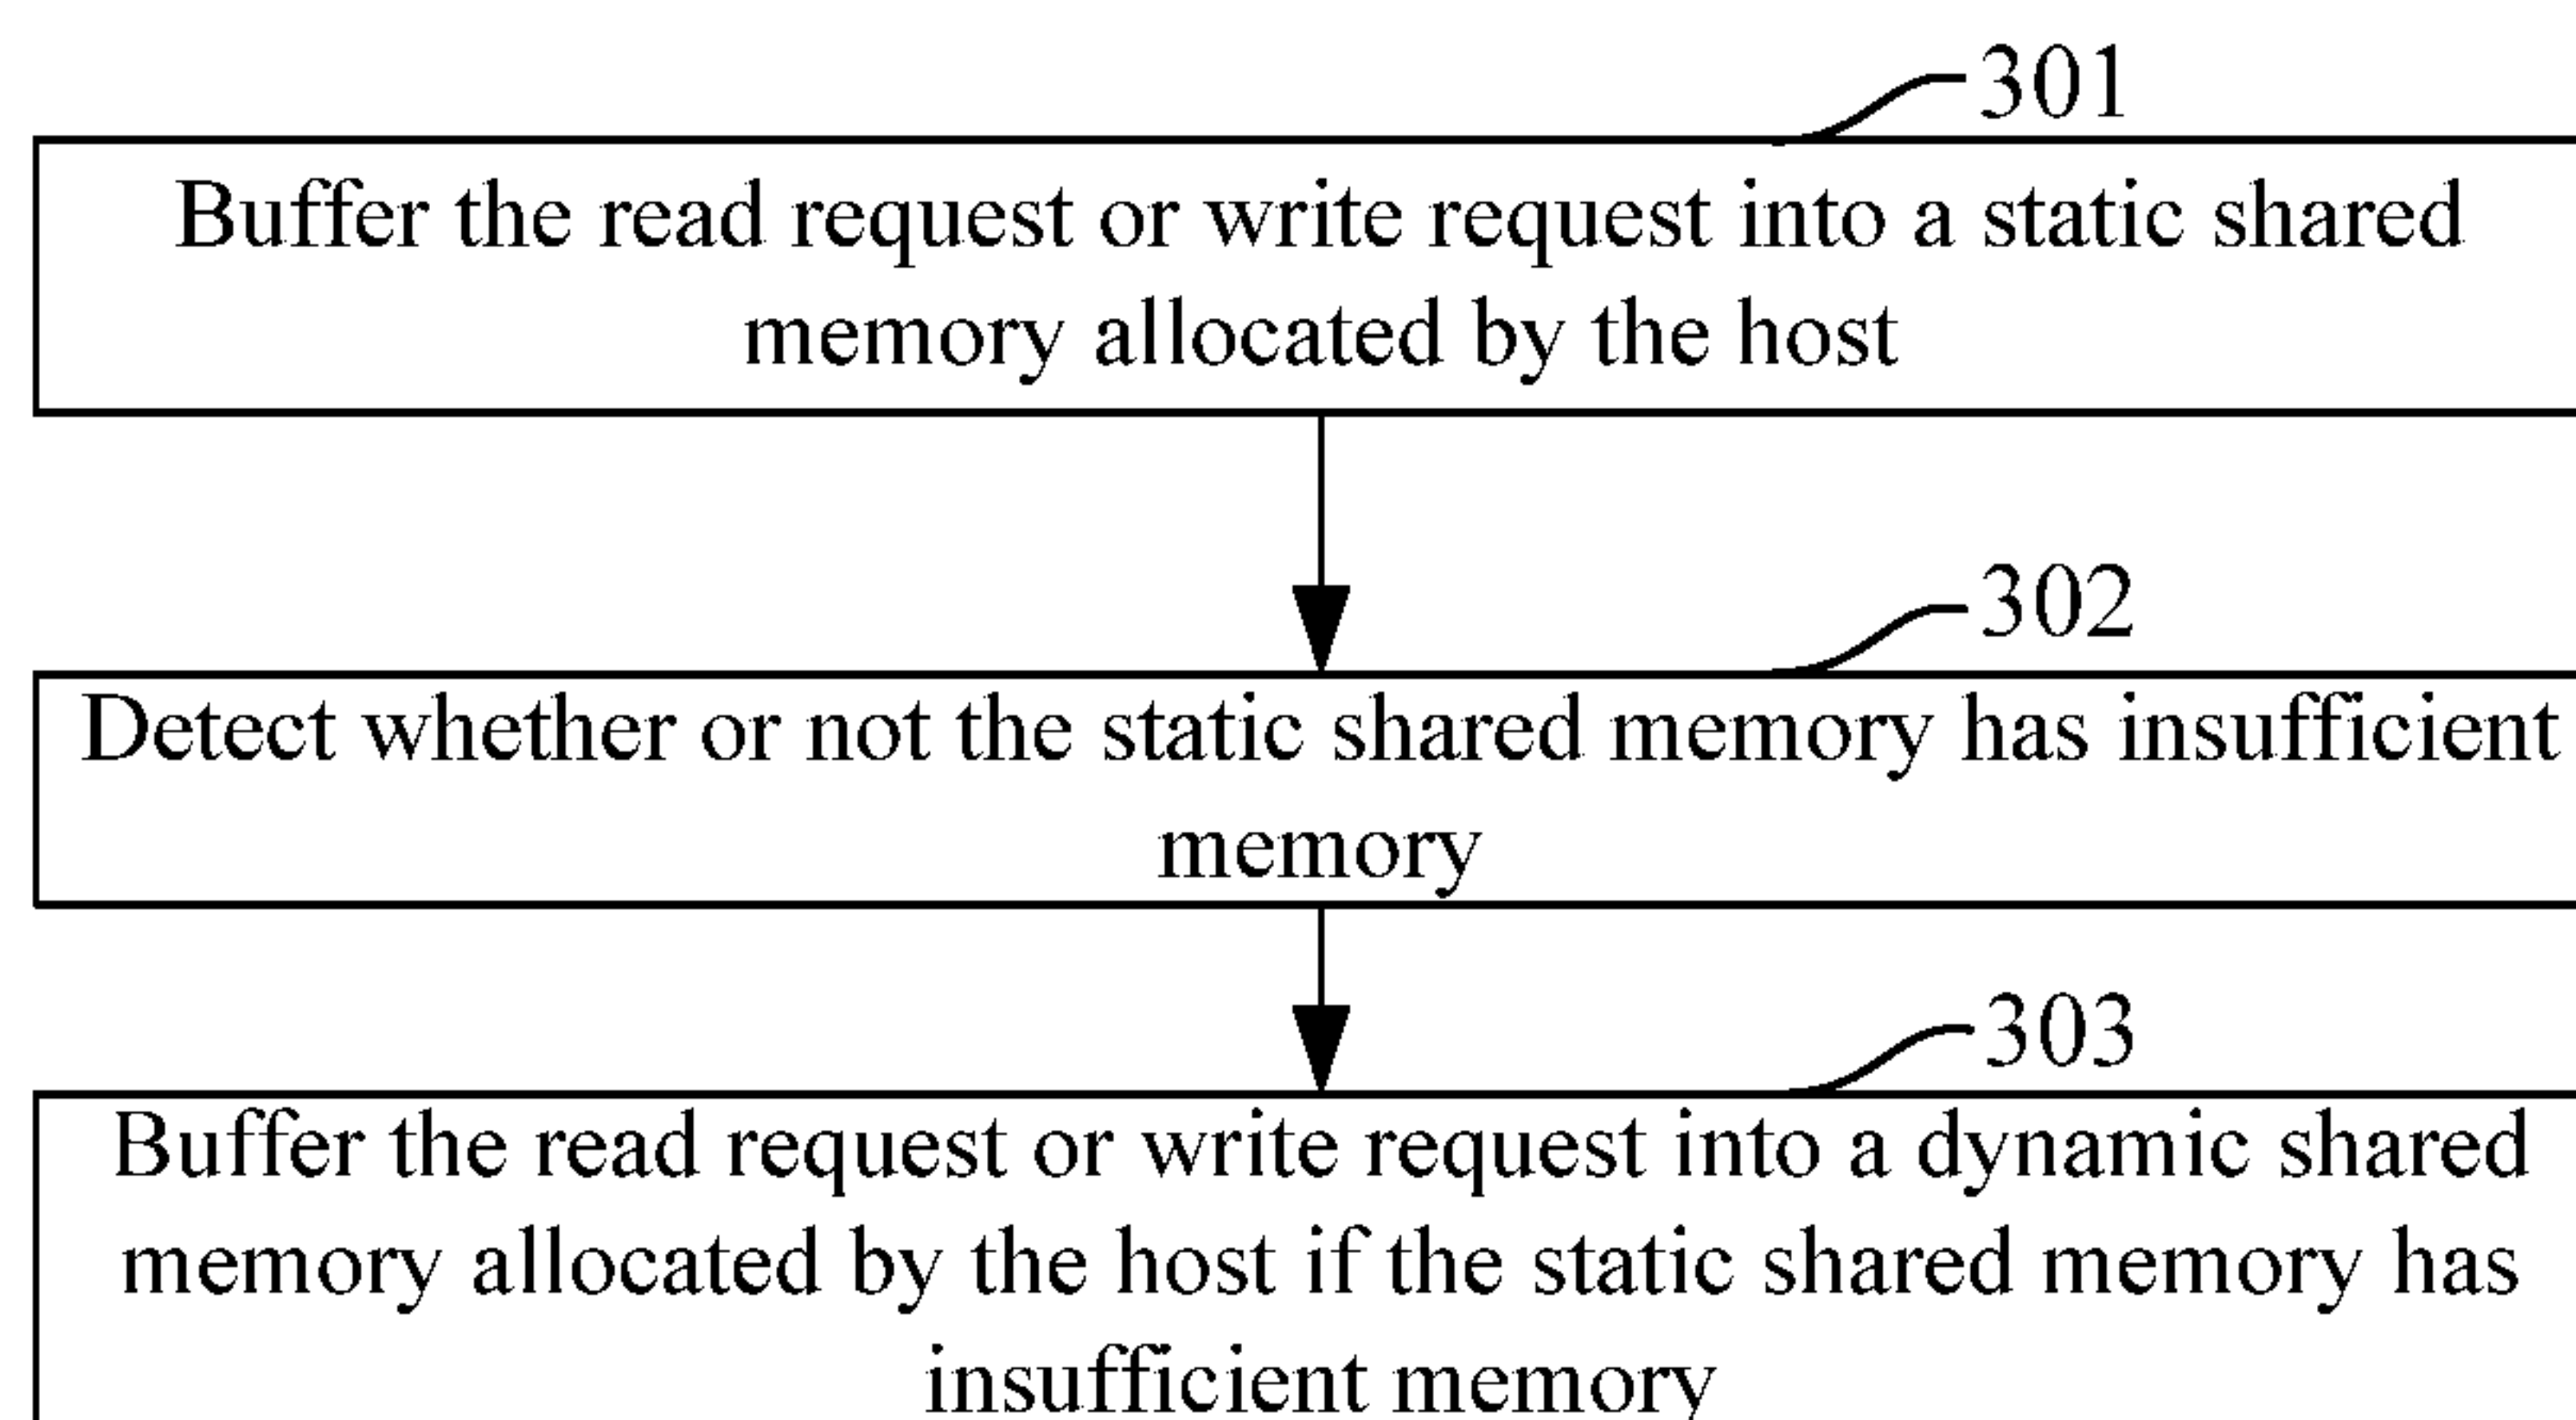 301
Buffer the read request or write request into a static shared
memory allocated by the host
302
Detect whether or not the static shared memory has insufficient
memory
303
Buffer the read request or write request into a dynamic shared
memory allocated by the host if the static shared memory has
insufficient memory